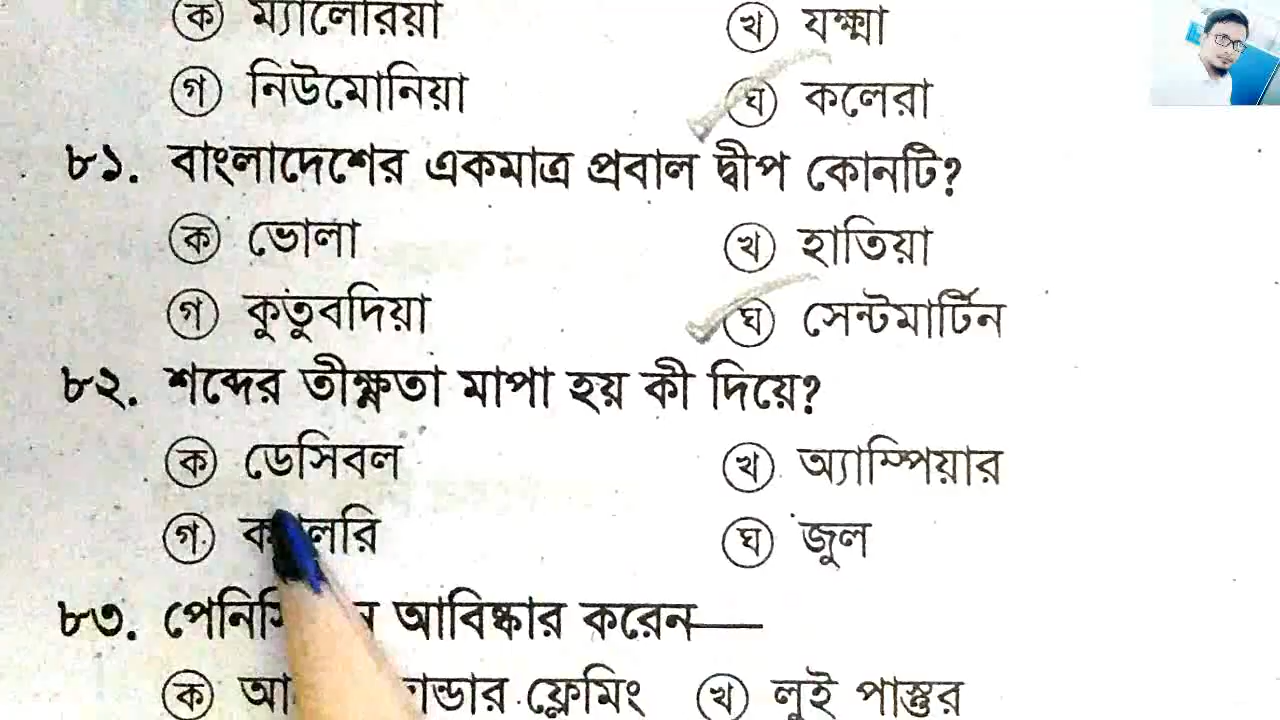 ক ম্যালেরিয়া খ যক্ষ্মা
গ নিউমোনিয়া ঘ কলেরা
৮১. বাংলাদেশের একমাত্র প্রবাল দ্বীপ কোনটি?
ক ভোলা খ হাতিয়া
গ কুতুবদিয়া ঘ সেন্টমার্টিন
৮২. শব্দের তীক্ষ্ণতা মাপা হয় কী দিয়ে?
ক ডেসিবল খ অ্যাম্পিয়ার
গ ঘ জুল
৮৩. আবিষ্কার করেন—
ক ফ্লেমিং খ লুই পাস্তুর